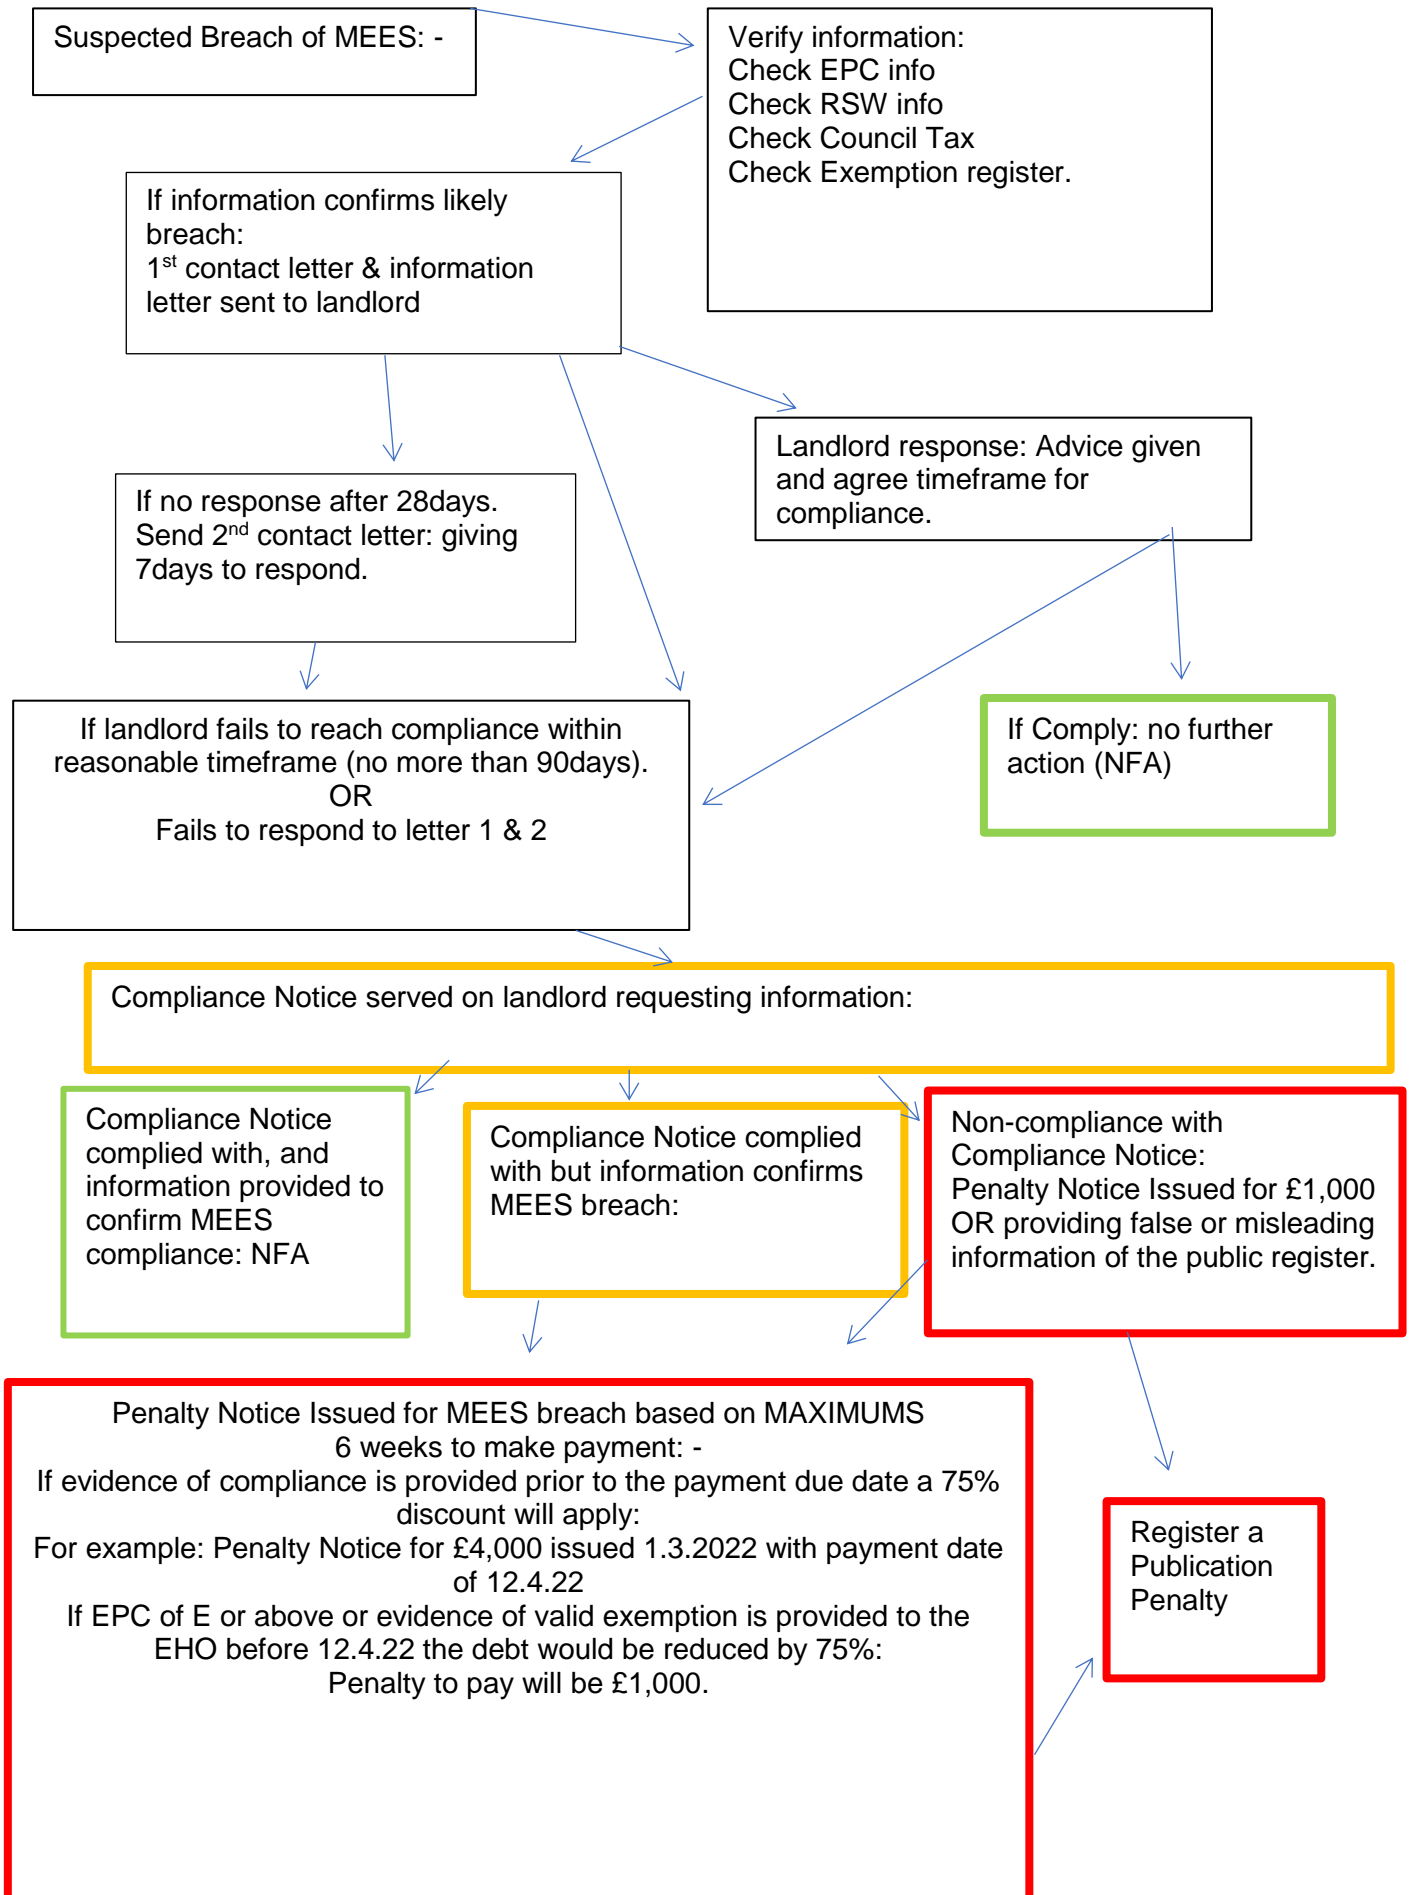 Suspected Breach of MEES: -
Verify information:
Check EPC info
Check RSW info
Check Council Tax
Check Exemption register.
If information confirms likely
breach:
1st contact letter & information
letter sent to landlord
Landlord response: Advice given
and agree timeframe for
compliance.
If no response after 28days.
Send 2nd contact letter: giving
7days to respond.
If landlord fails to reach compliance within
reasonable timeframe (no more than 90days).
OR
Fails to respond to letter 1 & 2
If Comply: no further
action (NFA)
Compliance Notice served on landlord requesting information:
Compliance Notice
complied with, and
information provided to
confirm MEES
compliance: NFA
Compliance Notice complied
with but information confirms
MEES breach:
Non-compliance with
Compliance Notice:
Penalty Notice Issued for £1,000
OR providing false or misleading
information of the public register.
Penalty Notice Issued for MEES breach based on MAXIMUMS
6 weeks to make payment: -
If evidence of compliance is provided prior to the payment due date a 75%
discount will apply:
For example: Penalty Notice for £4,000 issued 1.3.2022 with payment date
of 12.4.22
If EPC of E or above or evidence of valid exemption is provided to the
EHO before 12.4.22 the debt would be reduced by 75%:
Penalty to pay will be £1,000.
Register a
Publication
Penalty